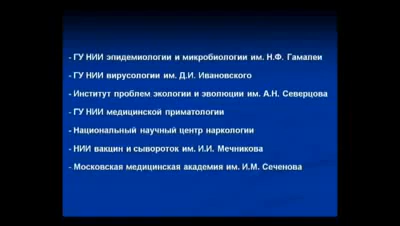 - ГУ НИИ эпидемиологии и микробиологии им. Н.Ф. Гамалеи
- ГУ НИИ вирусологии им. Д.И. Ивановского
- Институт проблем экологии и эволюции им. А.Н. Северцова
- ГУ НИИ медицинской приматологии
- Национальный научный центр наркологии
- НИИ вакцин и сывороток им. И.И. Мечникова
- Московская медицинская академия им. И.М. Сеченова